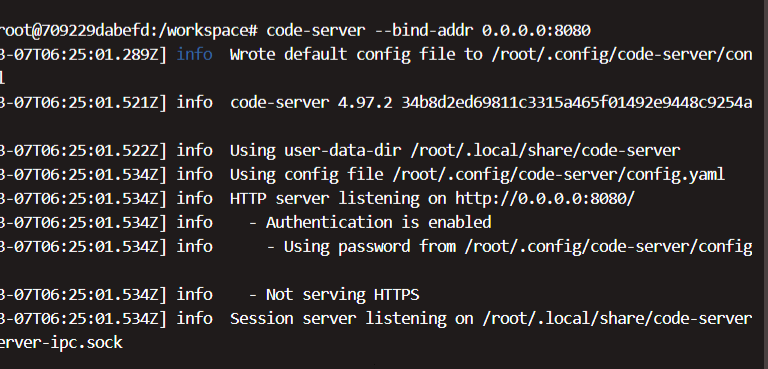 root@709229dabefd:/workspace# code-server --bind-addr 0.0.0.0:8080
3-07T06:25:01.289Z] info  Wrote default config file to /root/.config/code-server/con
l
3-07T06:25:01.521Z] info  code-server 4.97.2 34b8d2ed69811c3315a465f01492e9448c9254a
3-07T06:25:01.522Z] info  Using user-data-dir /root/.local/share/code-server
3-07T06:25:01.534Z] info  Using config file /root/.config/code-server/config.yaml
3-07T06:25:01.534Z] info  HTTP server listening on http://0.0.0.0:8080/
3-07T06:25:01.534Z] info    - Authentication is enabled
3-07T06:25:01.534Z] info      - Using password from /root/.config/code-server/config
3-07T06:25:01.534Z] info    - Not serving HTTPS
3-07T06:25:01.534Z] info  Session server listening on /root/.local/share/code-server
erver-ipc.sock